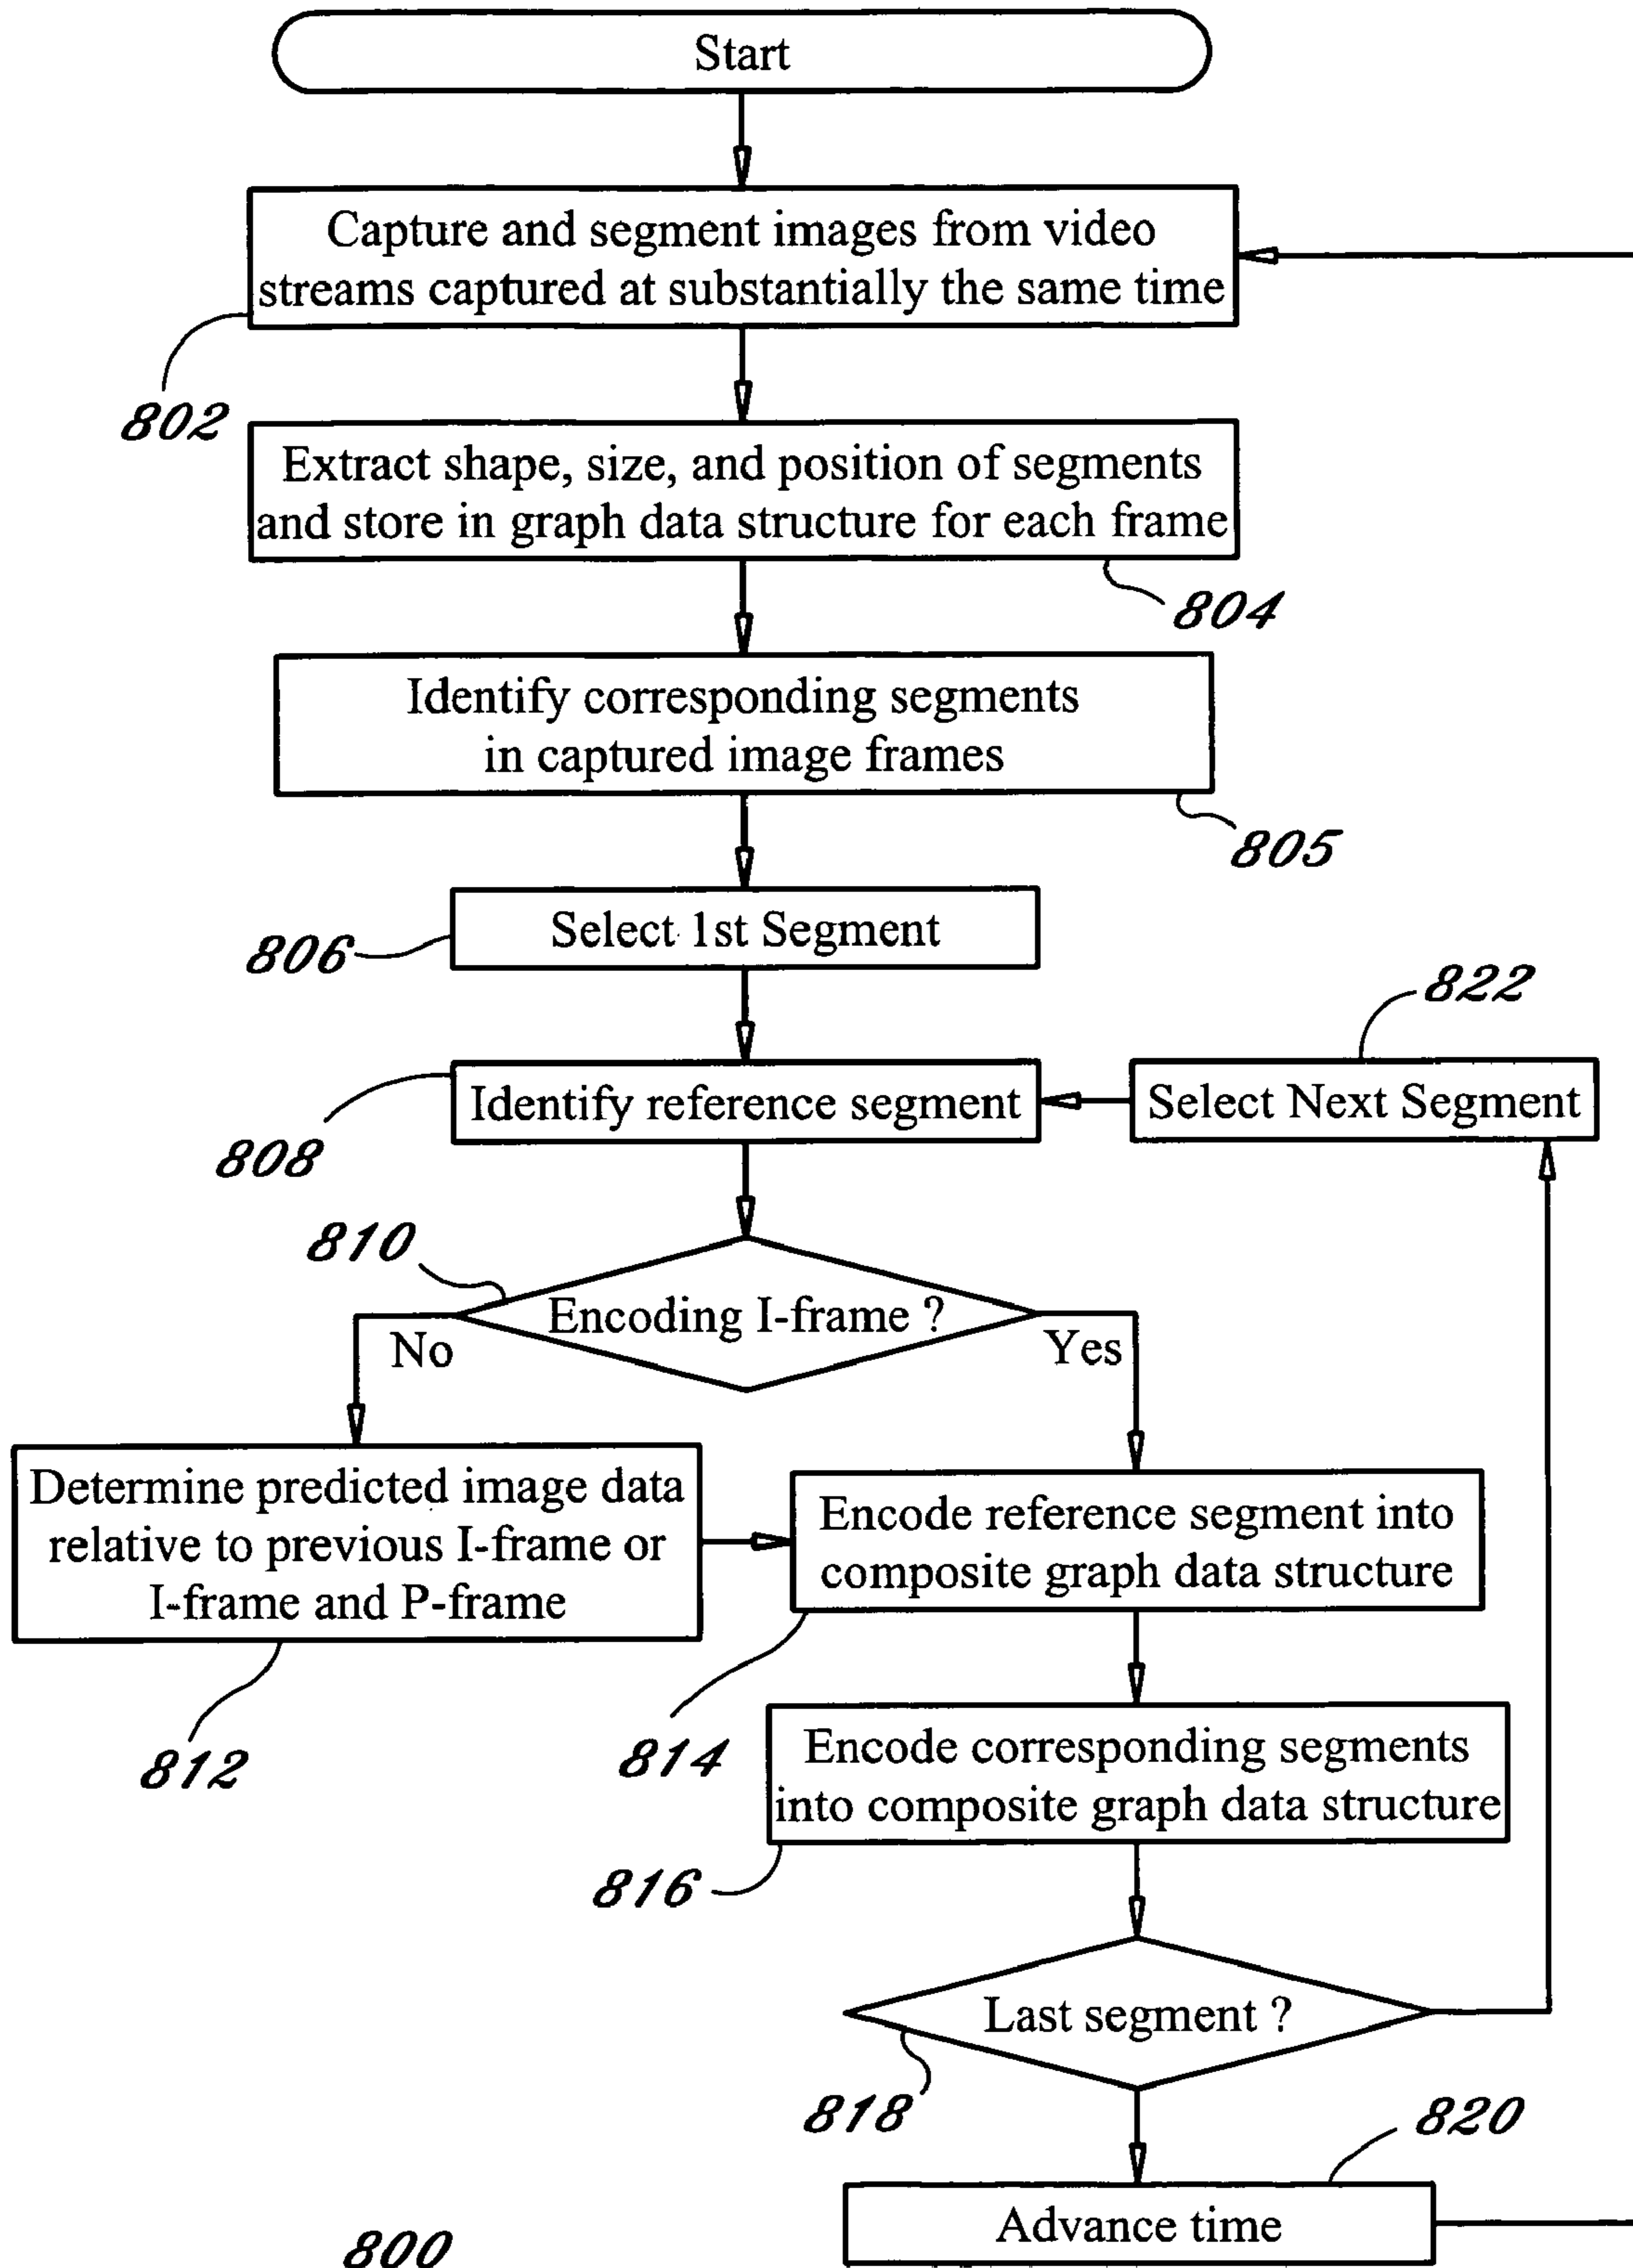 Start
Capture and segment images from video
streams captured at substantially the same time
802
Extract shape, size, and position of segments
and store in graph data structure for each frame
804
Identify corresponding segments
in captured image frames
805
Select 1st Segment
806
822
Identify reference segment
Select Next Segment
808
810
Encoding I-frame ?
No
Yes
Determine predicted image data
relative to previous I-frame or
I-frame and P-frame
812
Encode reference segment into
composite graph data structure
814
Encode corresponding segments
into composite graph data structure
816
Last segment ?
818
820
Advance time
800